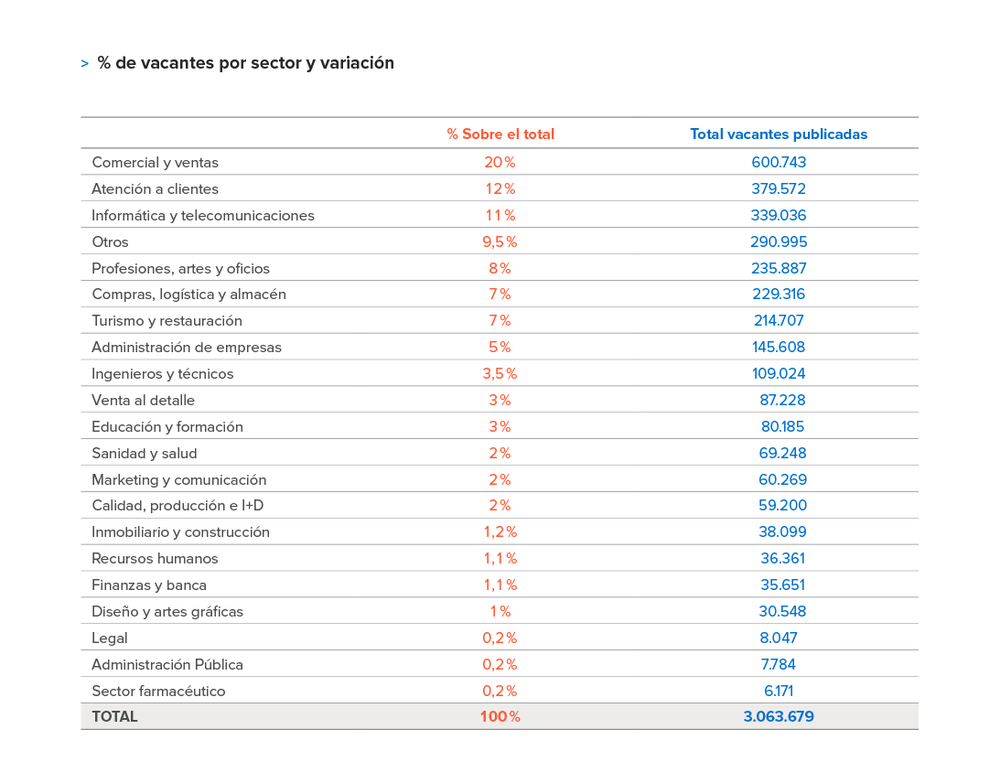 > % de vacantes por sector y variación
% Sobre el total Total vacantes publicadas
Comercial y ventas 20% 600.743
Atención a clientes 12% 379.572
Informática y telecomunicaciones 11% 339.036
Otros 9,5% 290.995
Profesiones, artes y oficios 8% 235.887
Compras, logística y almacén 7% 229.316
Turismo y restauración 7% 214.707
Administración de empresas 5% 145.608
Ingenieros y técnicos 3,5% 109.024
Venta al detalle 3% 87.228
Educación y formación 3% 80.185
Sanidad y salud 2% 69.248
Marketing y comunicación 2% 60.269
Calidad, producción e I+D 2% 59.200
Inmobiliario y construcción 1,2% 38.099
Recursos humanos 1,1% 36.361
Finanzas y banca 1,1% 35.651
Diseño y artes gráficas 1% 30.548
Legal 0,2% 8.047
Administración Pública 0,2% 7.784
Sector farmacéutico 0,2% 6.171
TOTAL 100% 3.063.679